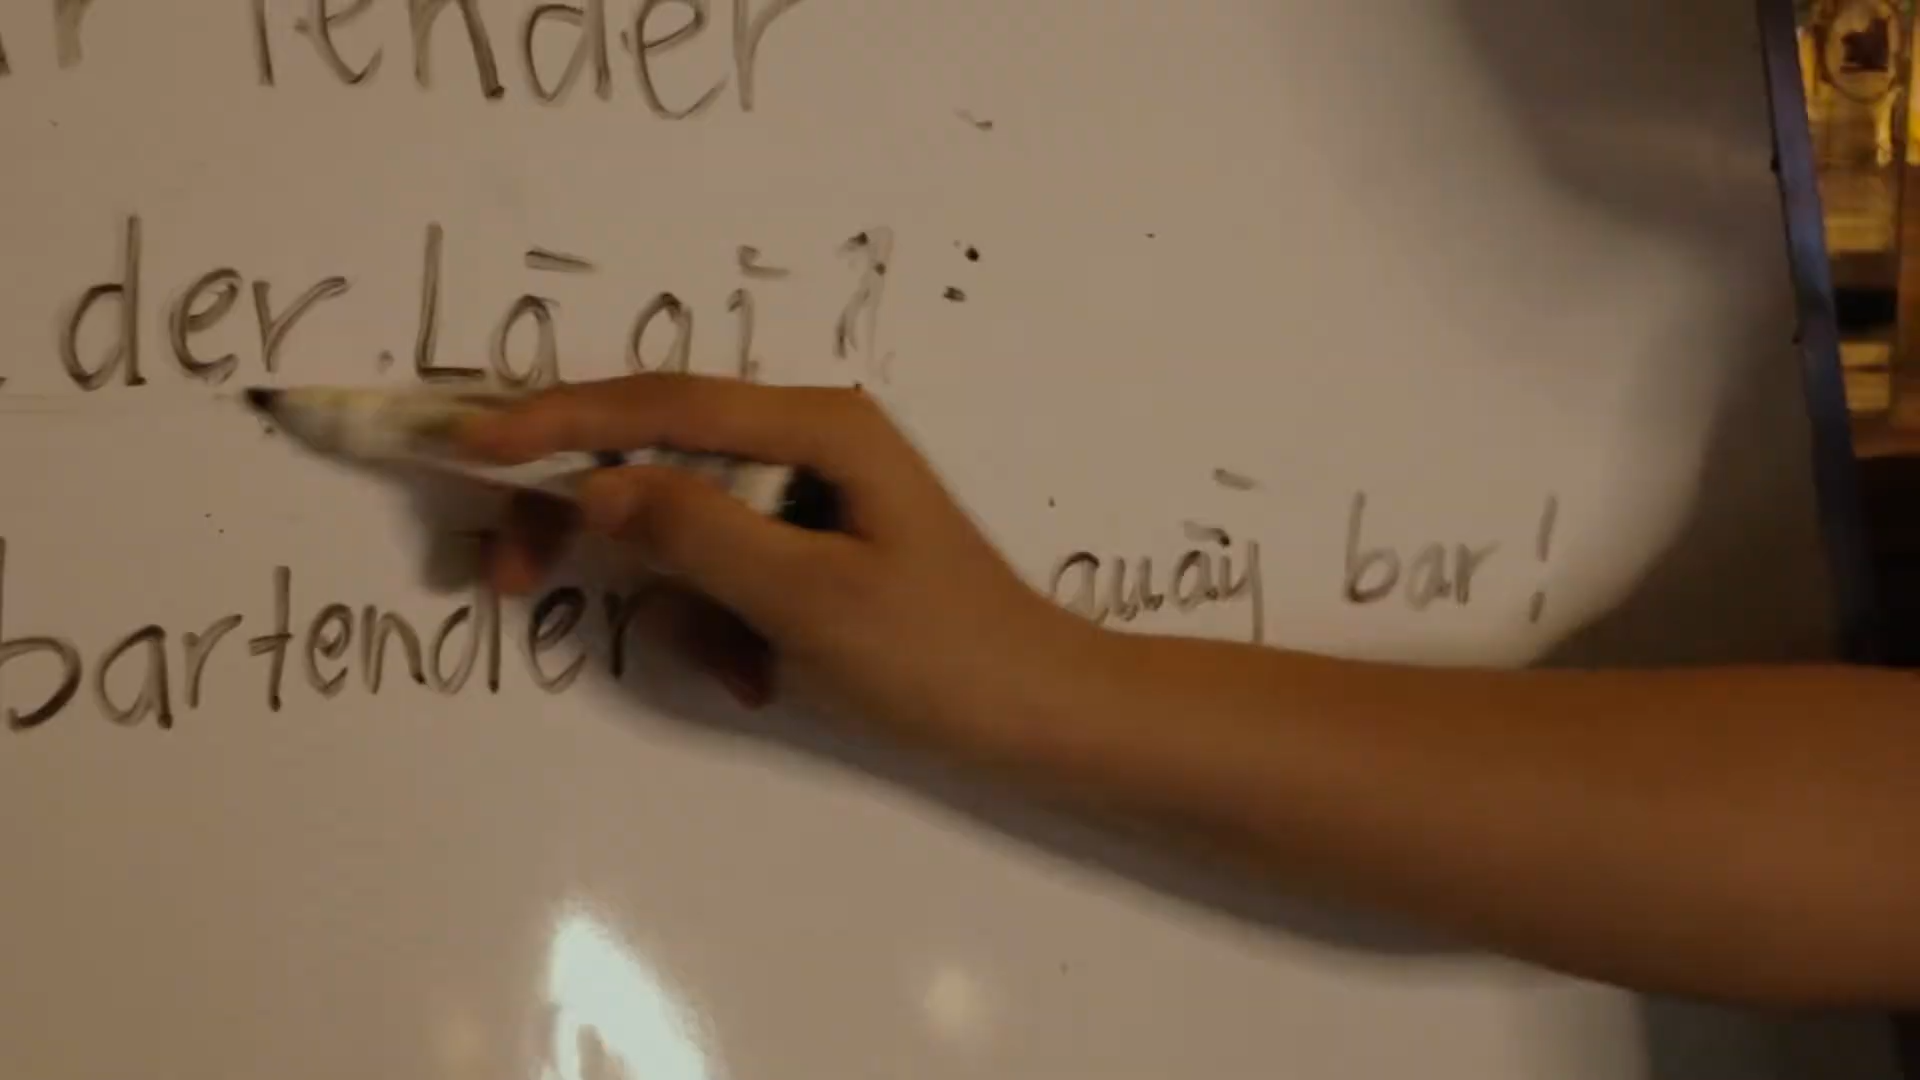 r Tender
der. Là gì ? :
bartender quầy bar !